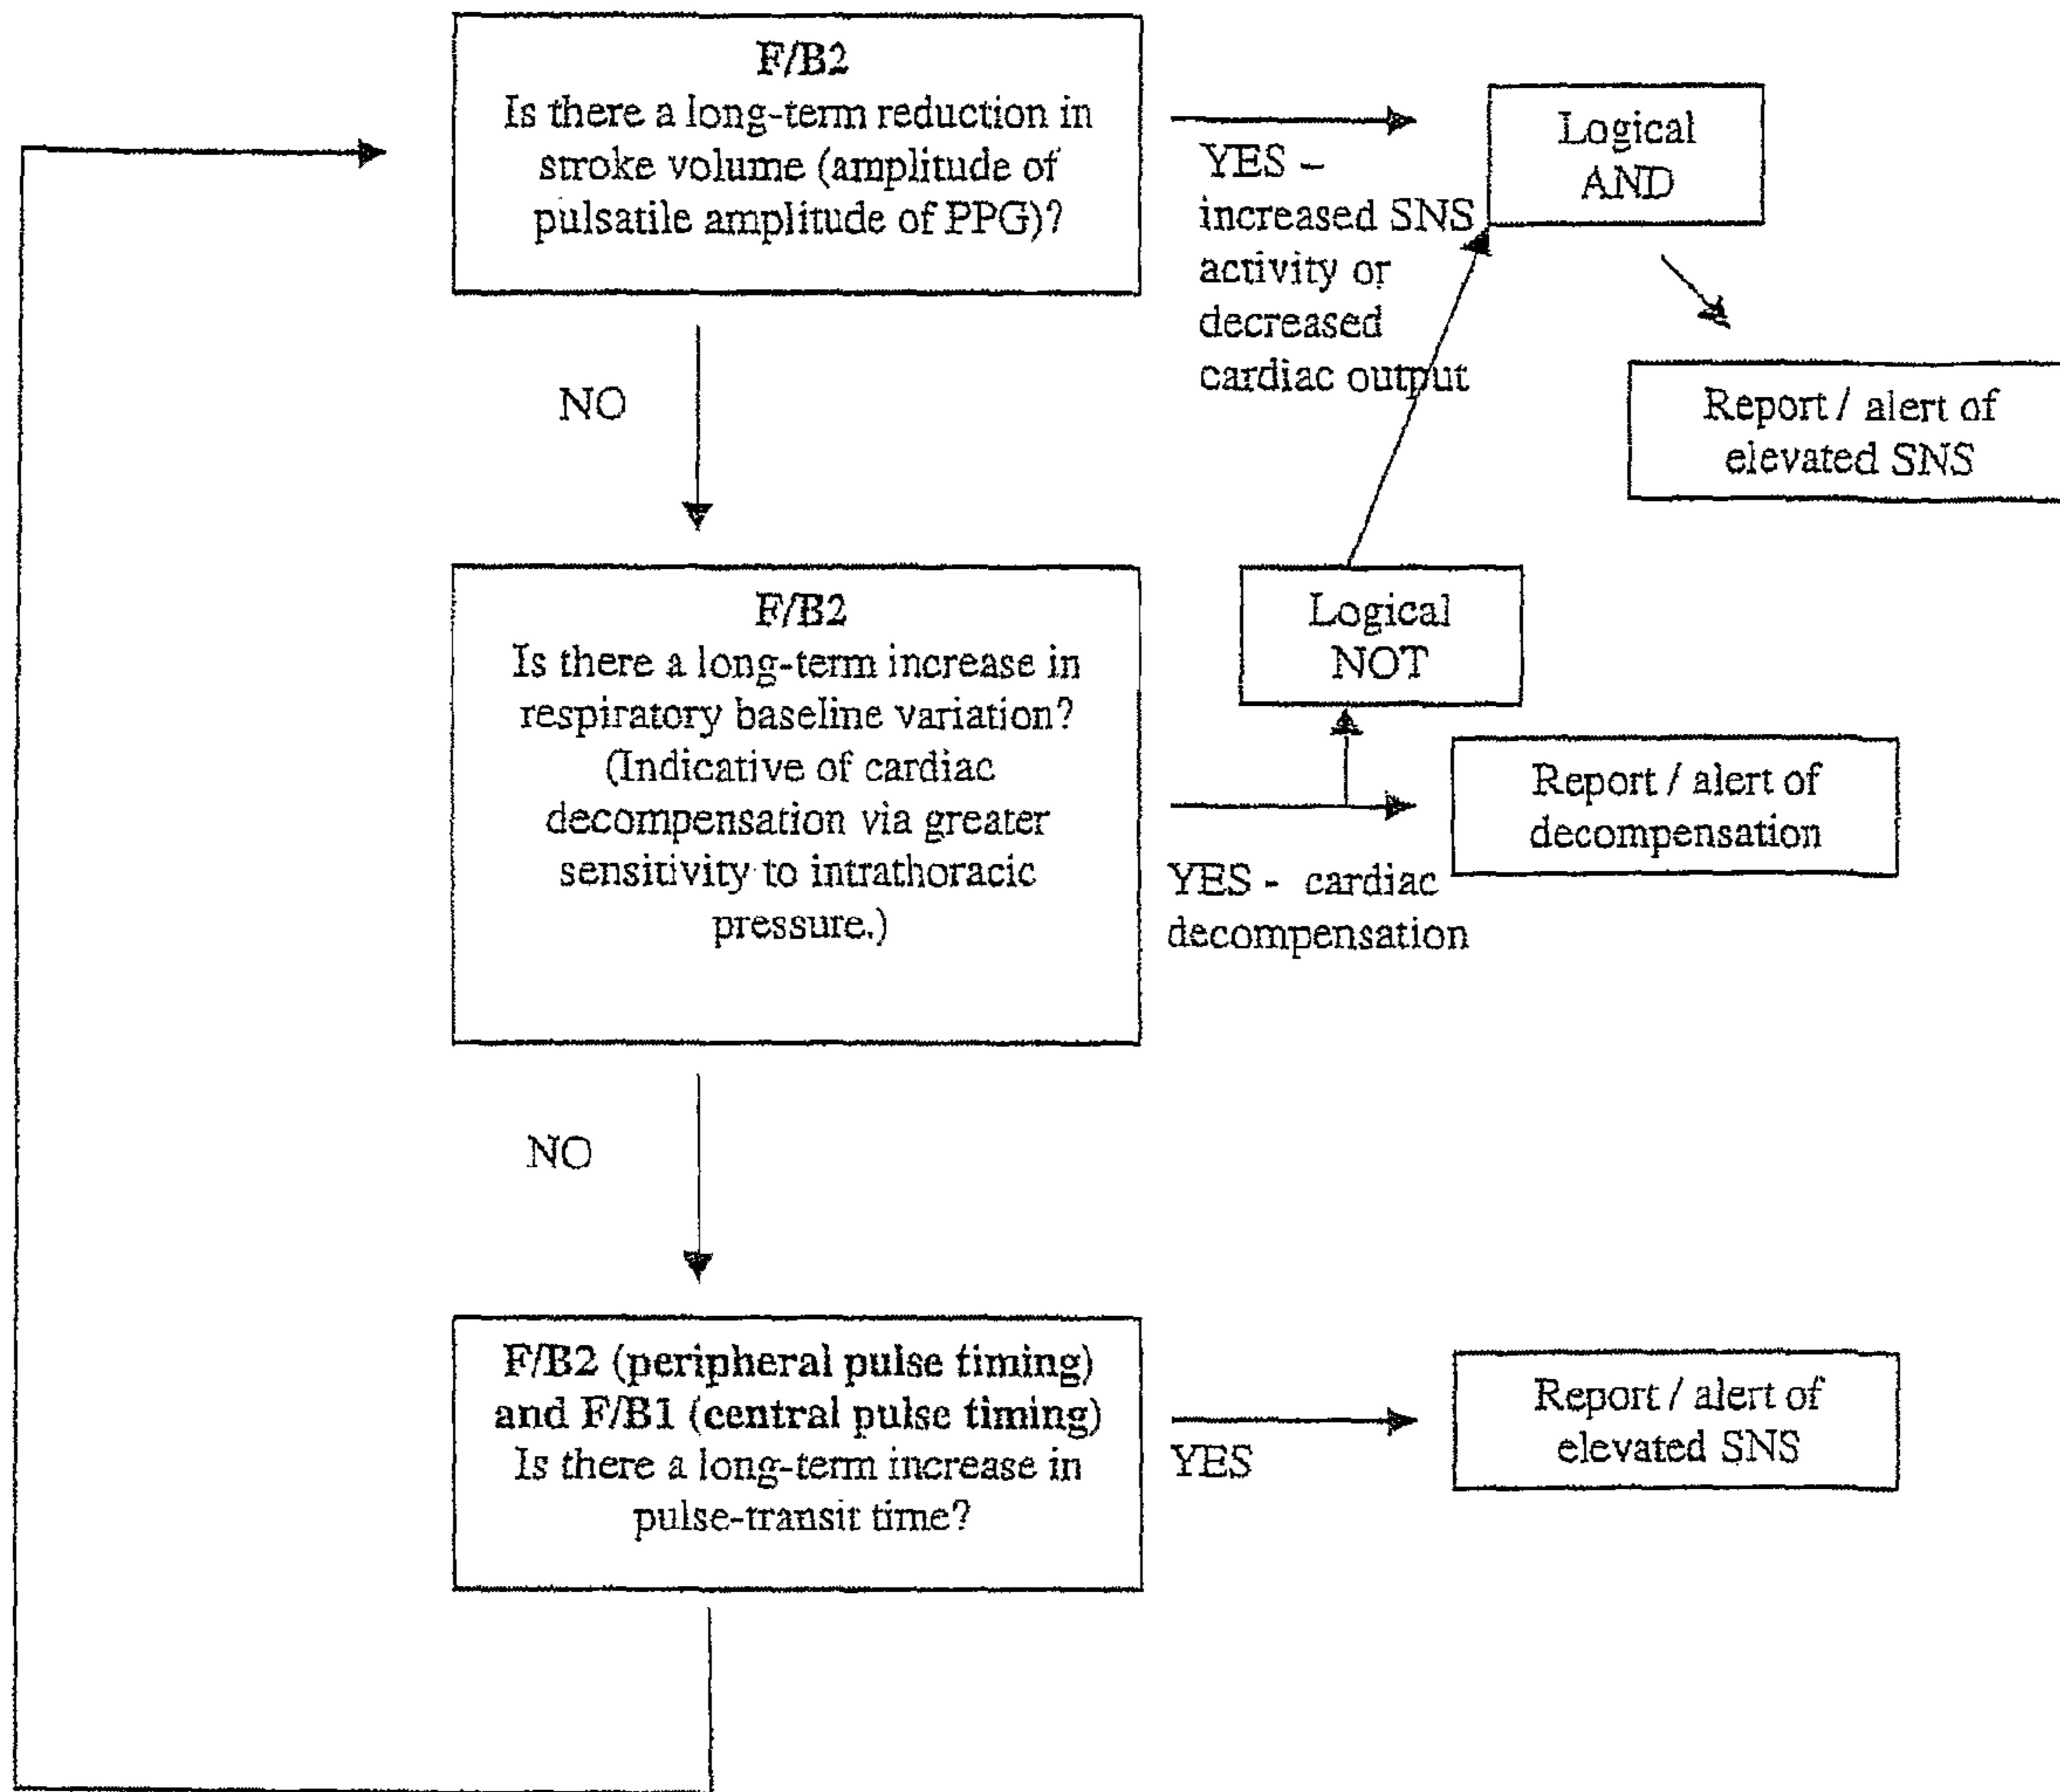 F/B2
Is there a long-term reduction in
stroke volume (amplitude of
pulsatile amplitude of PPG)?
YES –
increased SNS
activity or
decreased
cardiac output
Logical
AND
Report / alert of
elevated SNS
NO
F/B2
Is there a long-term increase in
respiratory baseline variation?
(Indicative of cardiac
decompensation via greater
sensitivity to intrathoracic
pressure.)
Logical
NOT
YES - cardiac
decompensation
Report / alert of
decompensation
NO
F/B2 (peripheral pulse timing)
and F/B1 (central pulse timing)
Is there a long-term increase in
pulse-transit time?
YES
Report / alert of
elevated SNS